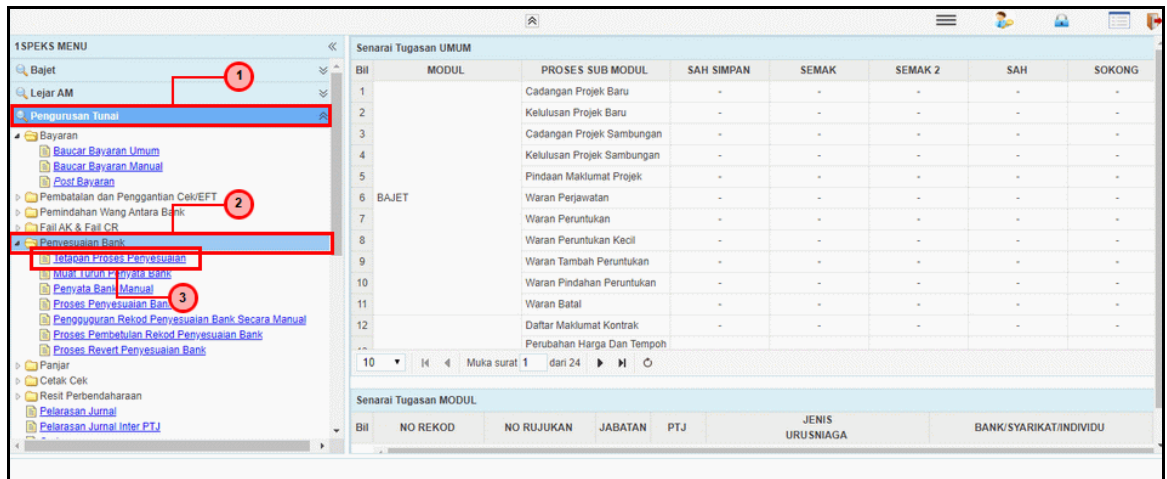 1SPEKS MENU
Bajet
1
Lejar AM
Pengurusan Tunai
Bayaran
Baucar Bayaran Umum
Baucar Bayaran Manual
Post Bayaran
Pembatalan dan Penggantian Cek/EFT
2
Pemindahan Wang Antara Bank
Fail AK & Fail CR
Penyesuaian Bank
Tetapan Proses Penyesuaian
Muat Turun Penyata Bank
Penyata Bank Manual
3
Proses Penyesuaian Bank
Pengguguran Rekod Penyesuaian Bank Secara Manual
Proses Pembetulan Rekod Penyesuaian Bank
Proses Revert Penyesuaian Bank
Panjar
Cetak Cek
Resit Perbendaharaan
Pelarasan Jurnal
Pelarasan Jurnal Inter PTJ
Senarai Tugasan UMUM
Bil MODUL PROSES SUB MODUL SAH SIMPAN SEMAK SEMAK 2 SAH SOKONG
1 Cadangan Projek Baru - - - - -
2 Kelulusan Projek Baru - - - - -
3 Cadangan Projek Sambungan - - - - -
4 Kelulusan Projek Sambungan - - - - -
5 Pindaan Maklumat Projek - - - - -
6 BAJET Waran Perjawatan - - - - -
7 Waran Peruntukan - - - - -
8 Waran Peruntukan Kecil - - - - -
9 Waran Tambah Peruntukan - - - - -
10 Waran Pindahan Peruntukan - - - - -
11 Waran Batal - - - - -
12 Daftar Maklumat Kontrak - - - - -
Perubahan Harga Dan Tempoh
10 Muka surat 1 dari 24
Senarai Tugasan MODUL
Bil NO REKOD NO RUJUKAN JABATAN PTJ JENIS URUSNIAGA BANK/SYARIKAT/INDIVIDU